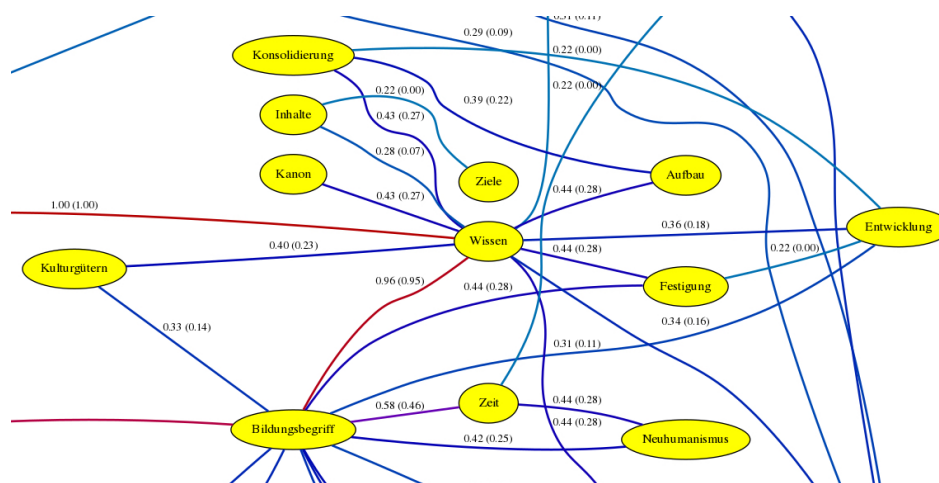 0.31 (0.11)
0.29 (0.09)
0.22 (0.00)
Konsolidierung
0.22 (0.00)
0.22 (0.00)
0.39 (0.22)
Inhalte
0.43 (0.27)
0.28 (0.07)
Kanon
Ziele
Aufbau
0.44 (0.28)
0.43 (0.27)
1.00 (1.00)
0.36 (0.18)
Entwicklung
Wissen
0.40 (0.23)
0.44 (0.28)
0.22 (0.00)
Kulturgütern
0.96 (0.95)
0.44 (0.28)
Festigung
0.33 (0.14)
0.34 (0.16)
0.31 (0.11)
0.58 (0.46)
Zeit
0.44 (0.28)
0.44 (0.28)
Bildungsbegriff
0.42 (0.25)
Neuhumanismus